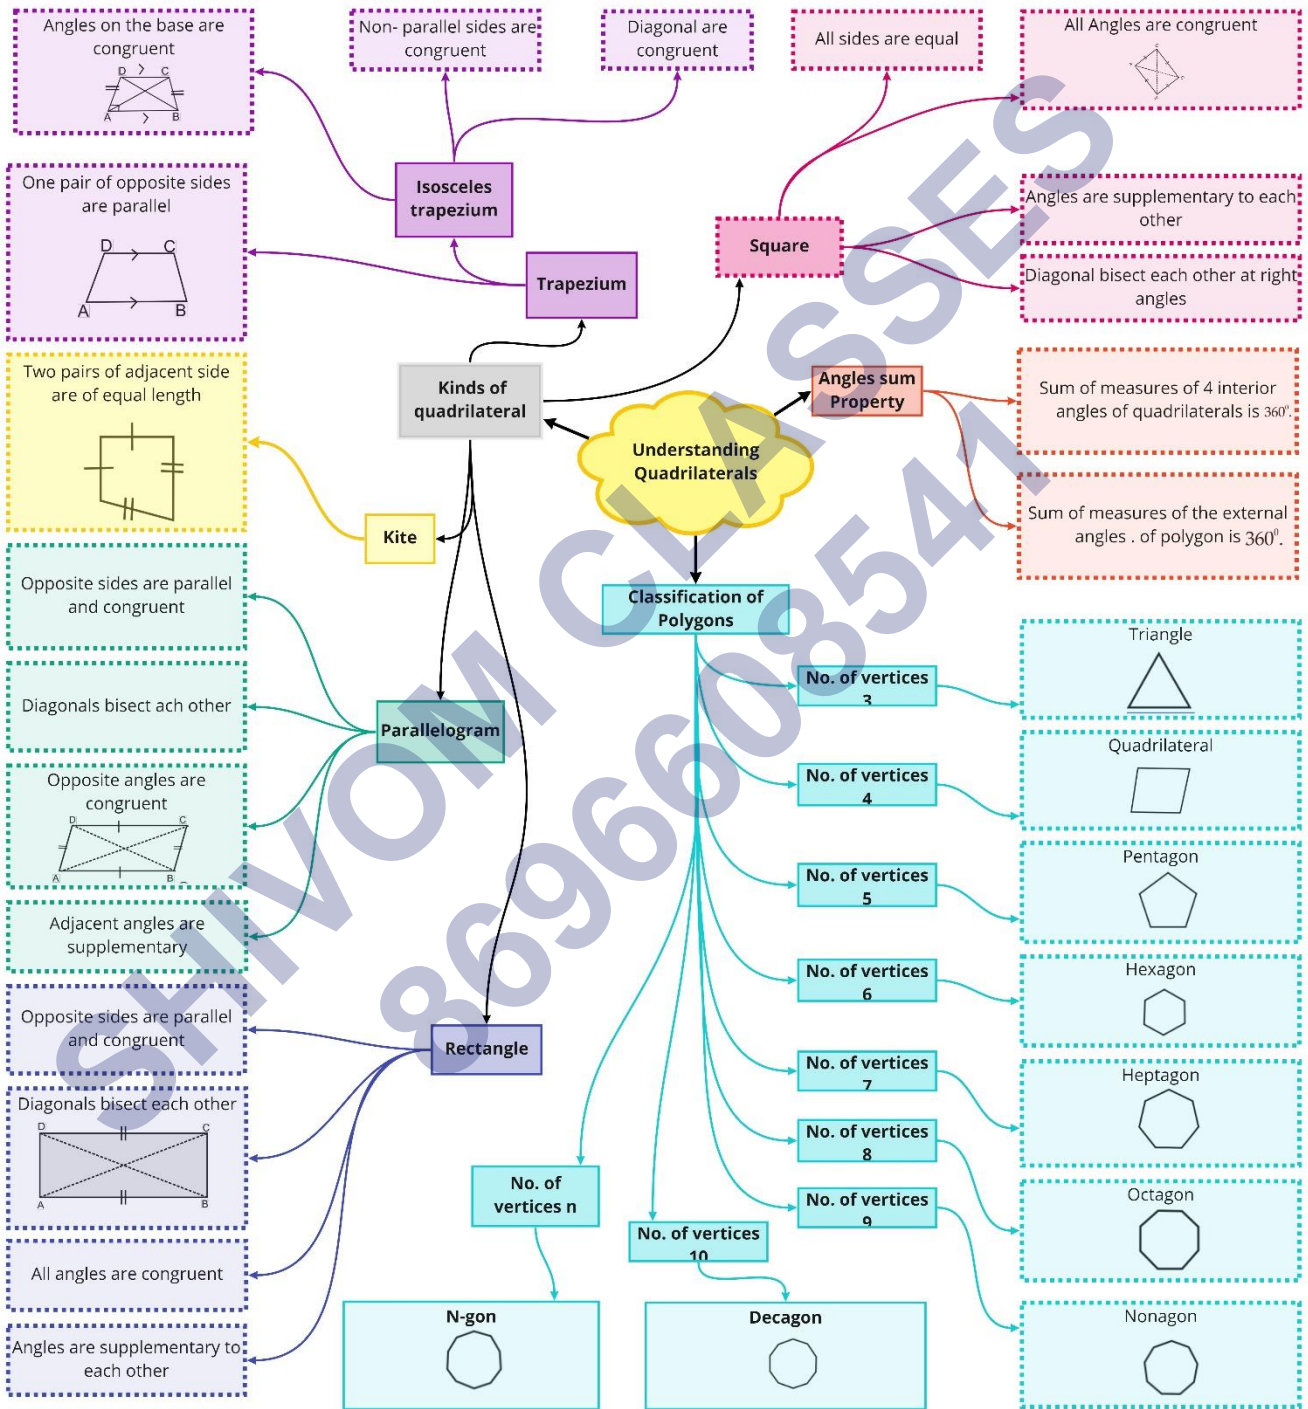 Angles on the base are
congruent
D
C
A
B
Non- parallel sides are
congruent
Diagonal are
congruent
All sides are equal
All Angles are congruent
One pair of opposite sides
are parallel
D
C
A
B
Isosceles
trapezium
Trapezium
Square
Angles are supplementary to each
other
Diagonal bisect each other at right
angles
Two pairs of adjacent side
are of equal length
Kinds of
quadrilateral
Understanding
Quadrilaterals
Angles sum
Property
Sum of measures of 4 interior
angles of quadrilaterals is 360⁰.
Sum of measures of the external
angles . of polygon is 360⁰.
Kite
Opposite sides are parallel
and congruent
Diagonals bisect ach other
Opposite angles are
congruent
D
C
A
B
Adjacent angles are
supplementary
Parallelogram
Classification of
Polygons
No. of vertices
3
Triangle
No. of vertices
4
Quadrilateral
No. of vertices
5
Pentagon
No. of vertices
6
Hexagon
No. of vertices
7
Heptagon
No. of vertices
8
Octagon
No. of vertices
9
Nonagon
No. of vertices
10
Decagon
No. of
vertices n
N-gon
Rectangle
Opposite sides are parallel
and congruent
Diagonals bisect each other
D
C
A
B
All angles are congruent
Angles are supplementary to
each other
SHIVOM CLASSES
8696608541